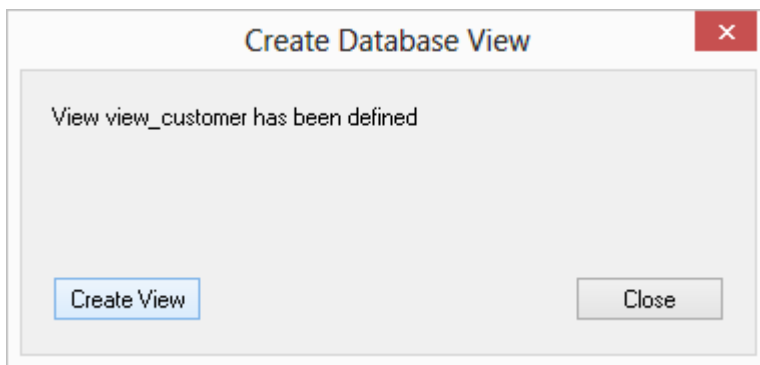 Create Database View
View view_customer has been defined
Create View
Close